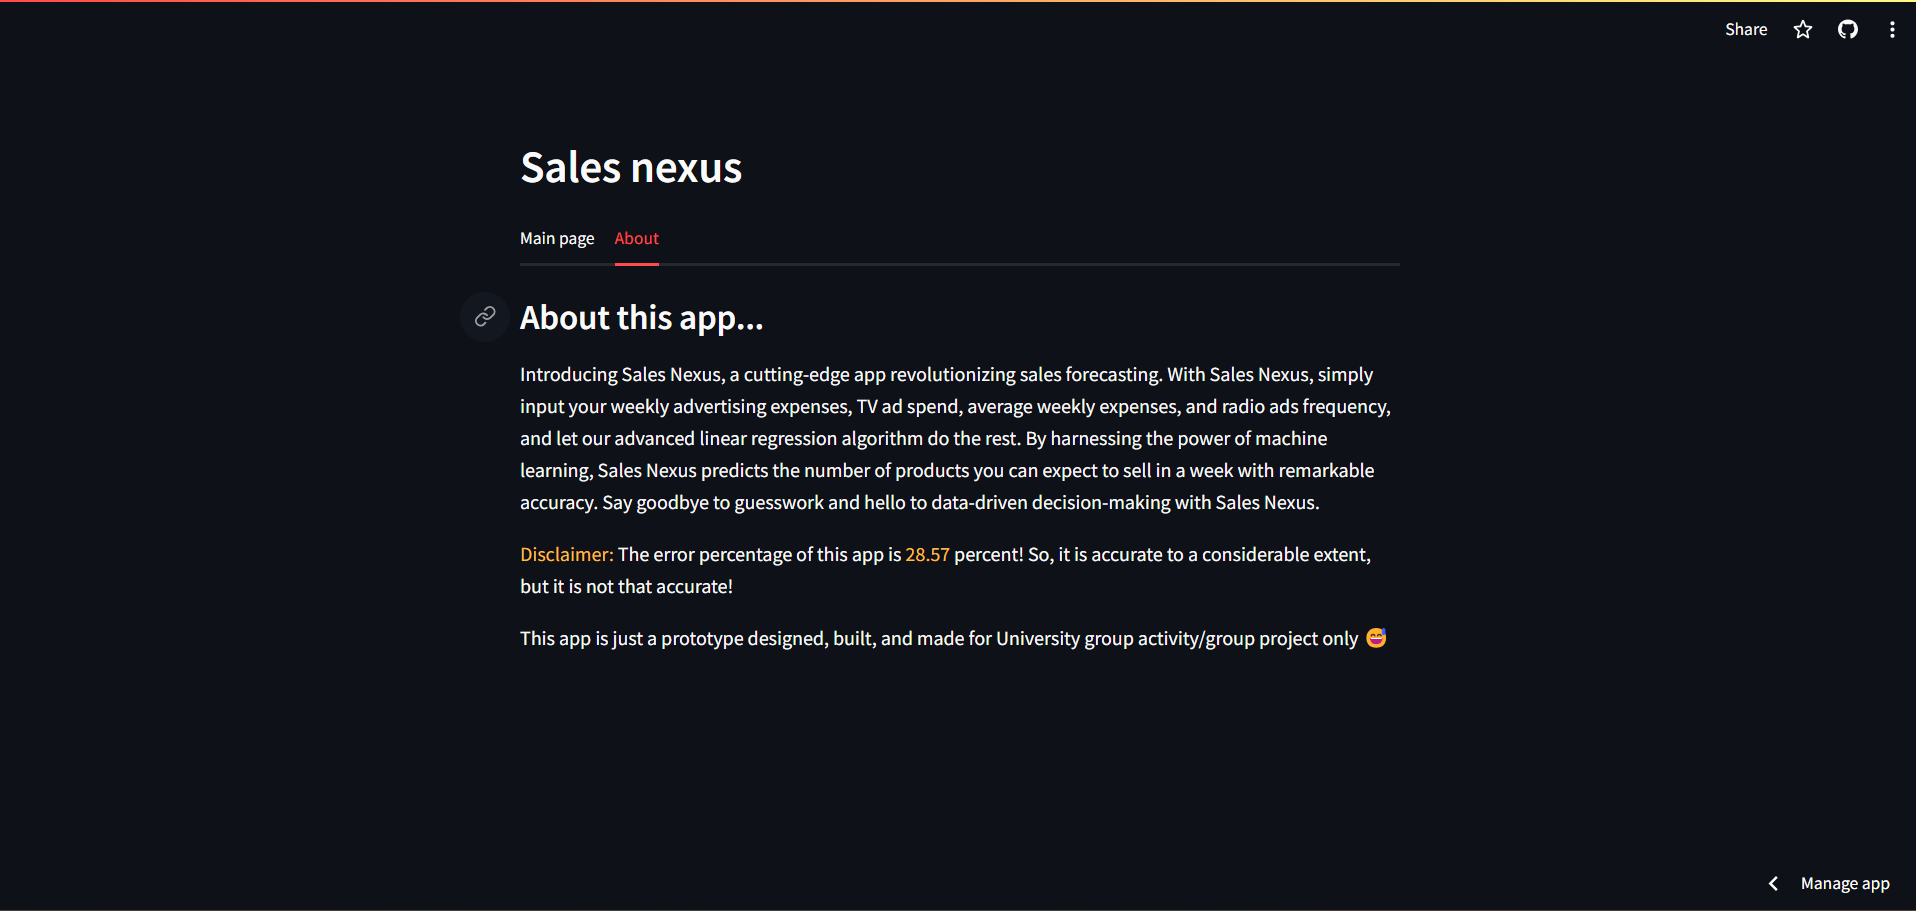 Share
Sales nexus
Main page About
About this app...
Introducing Sales Nexus, a cutting-edge app revolutionizing sales forecasting. With Sales Nexus, simply
input your weekly advertising expenses, TV ad spend, average weekly expenses, and radio ads frequency,
and let our advanced linear regression algorithm do the rest. By harnessing the power of machine
learning, Sales Nexus predicts the number of products you can expect to sell in a week with remarkable
accuracy. Say goodbye to guesswork and hello to data-driven decision-making with Sales Nexus.
Disclaimer: The error percentage of this app is 28.57 percent! So, it is accurate to a considerable extent,
but it is not that accurate!
This app is just a prototype designed, built, and made for University group activity/group project only 😅
Manage app